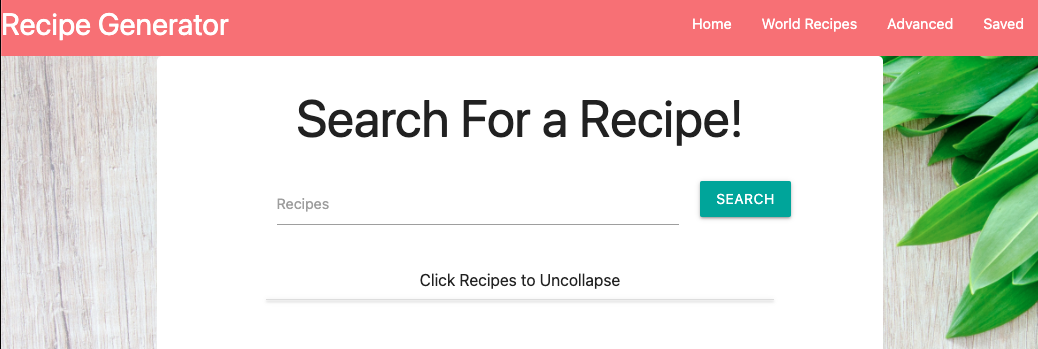 Recipe Generator
Home World Recipes Advanced Saved
Search For a Recipe!
Recipes
SEARCH
Click Recipes to Uncollapse